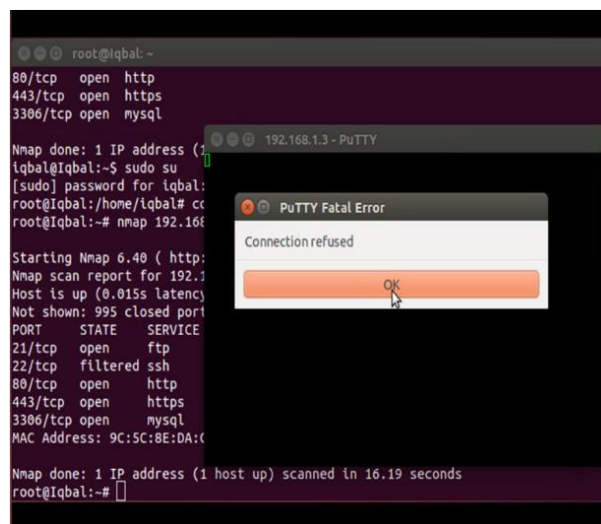 root@Iqbal: ~
80/tcp open http
443/tcp open https
3306/tcp open mysql
Nmap done: 1 IP address (1
iqbal@Iqbal:~$ sudo su
[sudo] password for iqbal:
root@Iqbal:/home/iqbal# cd
root@Iqbal:~# nmap 192.168
Starting Nmap 6.40 ( http:
Nmap scan report for 192.1
Host is up (0.015s latency
Not shown: 995 closed port
PORT STATE SERVICE
21/tcp open ftp
22/tcp filtered ssh
80/tcp open http
443/tcp open https
3306/tcp open mysql
MAC Address: 9C:5C:8E:DA:
Nmap done: 1 IP address (1 host up) scanned in 16.19 seconds
root@Iqbal:~#
192.168.1.3 - PuTTY
PuTTY Fatal Error
Connection refused
OK